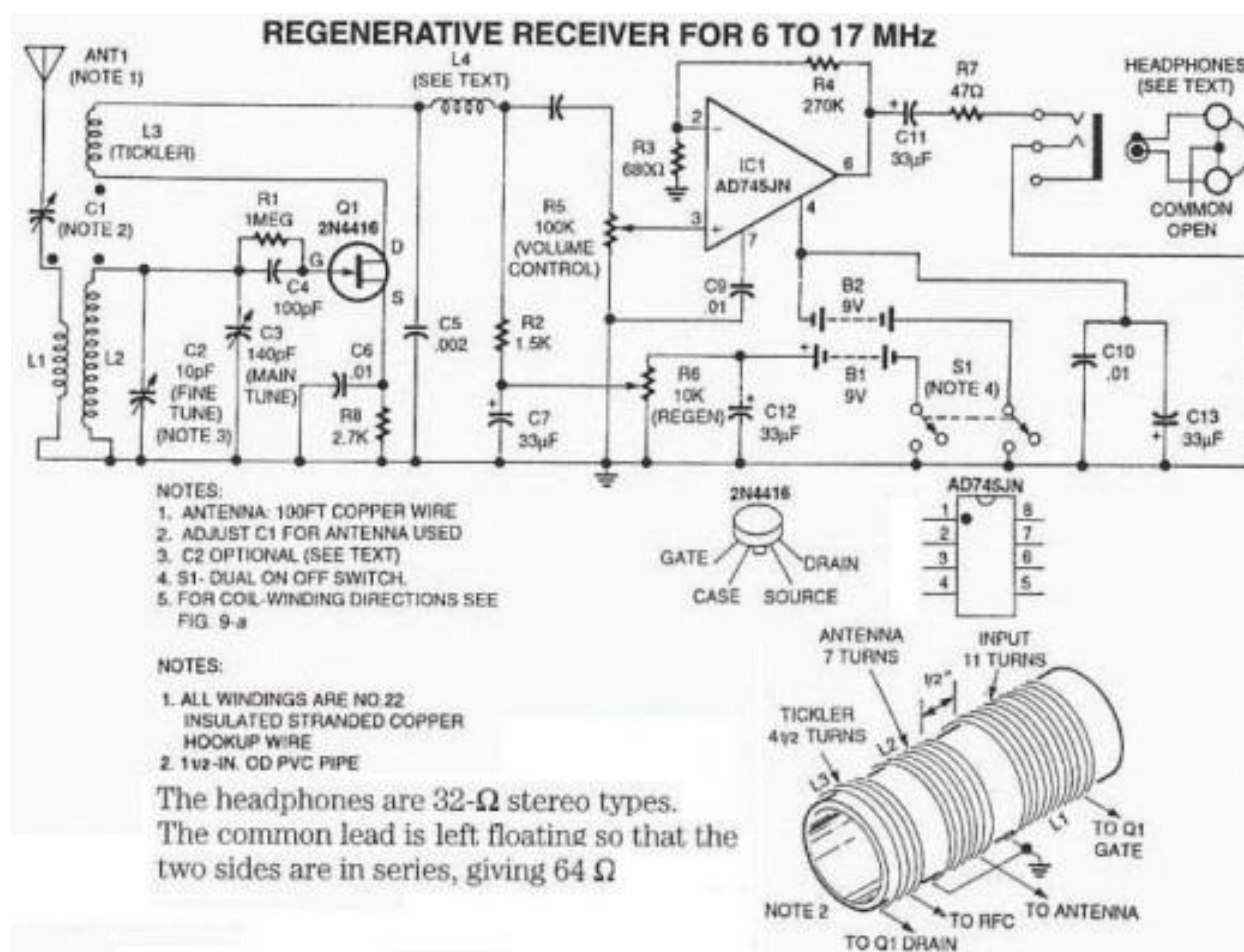 REGENERATIVE RECEIVER FOR 6 TO 17 MHz
ANT1
(NOTE 1)
L4
(SEE TEXT)
R4
270K
R7
47Ω
HEADPHONES
(SEE TEXT)
L3
(TICKLER)
2
−
R3
680Ω
IC1
AD745JN
6
C11
33µF
+
C1
(NOTE 2)
R1
1MEG
Q1
2N4416
R5
100K
(VOLUME
CONTROL)
3
+
4
7
COMMON
OPEN
G
D
S
C4
100pF
C9
.01
B2
9V
L1
L2
C2
10pF
(FINE
TUNE)
(NOTE 3)
C3
140pF
(MAIN
TUNE)
C6
.01
R8
2.7K
C5
.002
R2
1.5K
+
C7
33µF
R6
10K
(REGEN)
+
C12
33µF
+
B1
9V
S1
(NOTE 4)
C10
.01
C13
33µF
+
NOTES:
1. ANTENNA: 100FT COPPER WIRE
2. ADJUST C1 FOR ANTENNA USED
3. C2 OPTIONAL (SEE TEXT)
4. S1- DUAL ON OFF SWITCH.
5. FOR COIL-WINDING DIRECTIONS SEE
FIG. 9-a
2N4416
GATE
DRAIN
CASE
SOURCE
AD745JN
1
8
2
7
3
6
4
5
NOTES:
1. ALL WINDINGS ARE NO.22
INSULATED STRANDED COPPER
HOOKUP WIRE
2. 1 1/2-IN. OD PVC PIPE
The headphones are 32-Ω stereo types.
The common lead is left floating so that the
two sides are in series, giving 64 Ω
ANTENNA
7 TURNS
INPUT
11 TURNS
1/2"
TICKLER
4 1/2 TURNS
L3
L2
L1
TO Q1
GATE
TO ANTENNA
TO RFC
TO Q1 DRAIN
NOTE 2